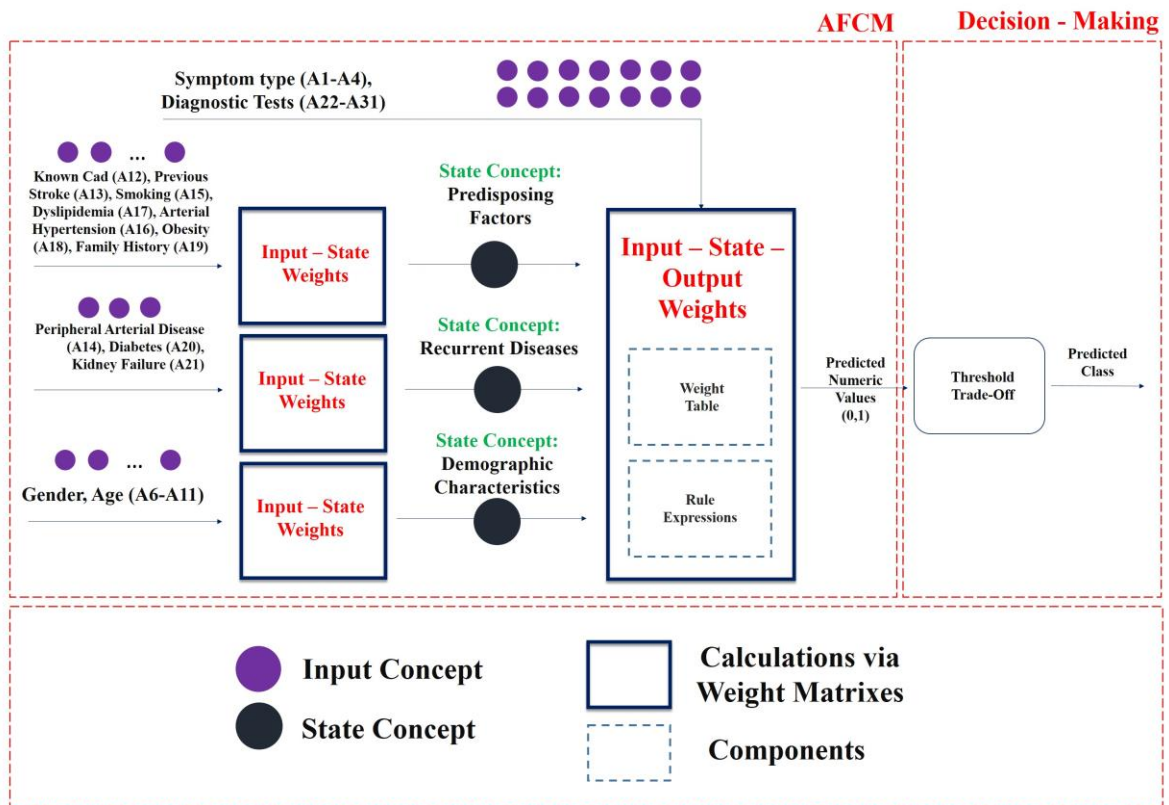 AFCM
Decision - Making
Symptom type (A1-A4),
Diagnostic Tests (A22-A31)
...
Known Cad (A12), Previous
Stroke (A13), Smoking (A15),
Dyslipidemia (A17), Arterial
Hypertension (A16), Obesity
(A18), Family History (A19)
Input – State
Weights
State Concept:
Predisposing
Factors
Peripheral Arterial Disease
(A14), Diabetes (A20),
Kidney Failure (A21)
Input – State
Weights
State Concept:
Recurrent Diseases
...
Gender, Age (A6-A11)
Input – State
Weights
State Concept:
Demographic
Characteristics
Input – State –
Output
Weights
Weight
Table
Rule
Expressions
Predicted
Numeric
Values
(0,1)
Threshold
Trade-Off
Predicted
Class
Input Concept
State Concept
Calculations via
Weight Matrixes
Components